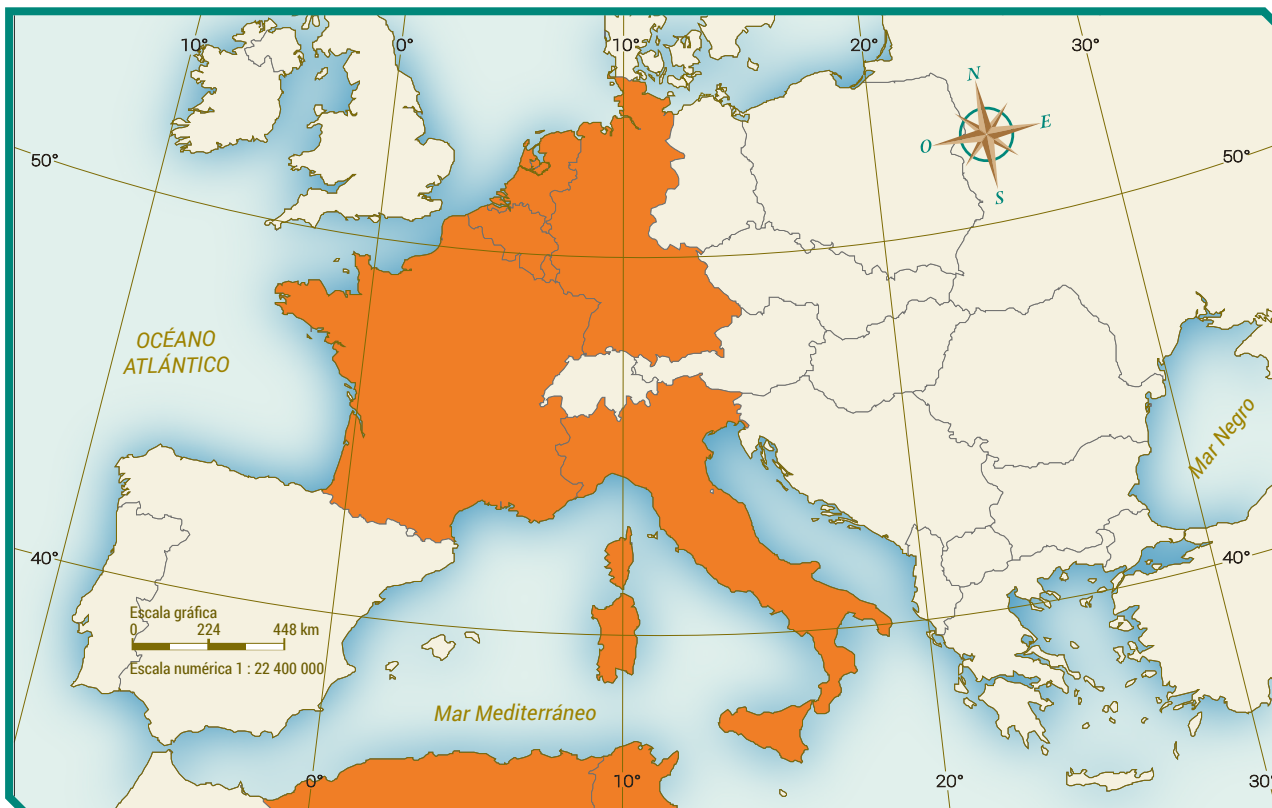 10°
0°
10°
20°
30°
N
O
E
S
50°
50°
OCÉANO
ATLÁNTICO
Mar Negro
40°
40°
Escala gráfica
0 224 448 km
Escala numérica 1 : 22 400 000
Mar Mediterráneo
0°
10°
20°
30°